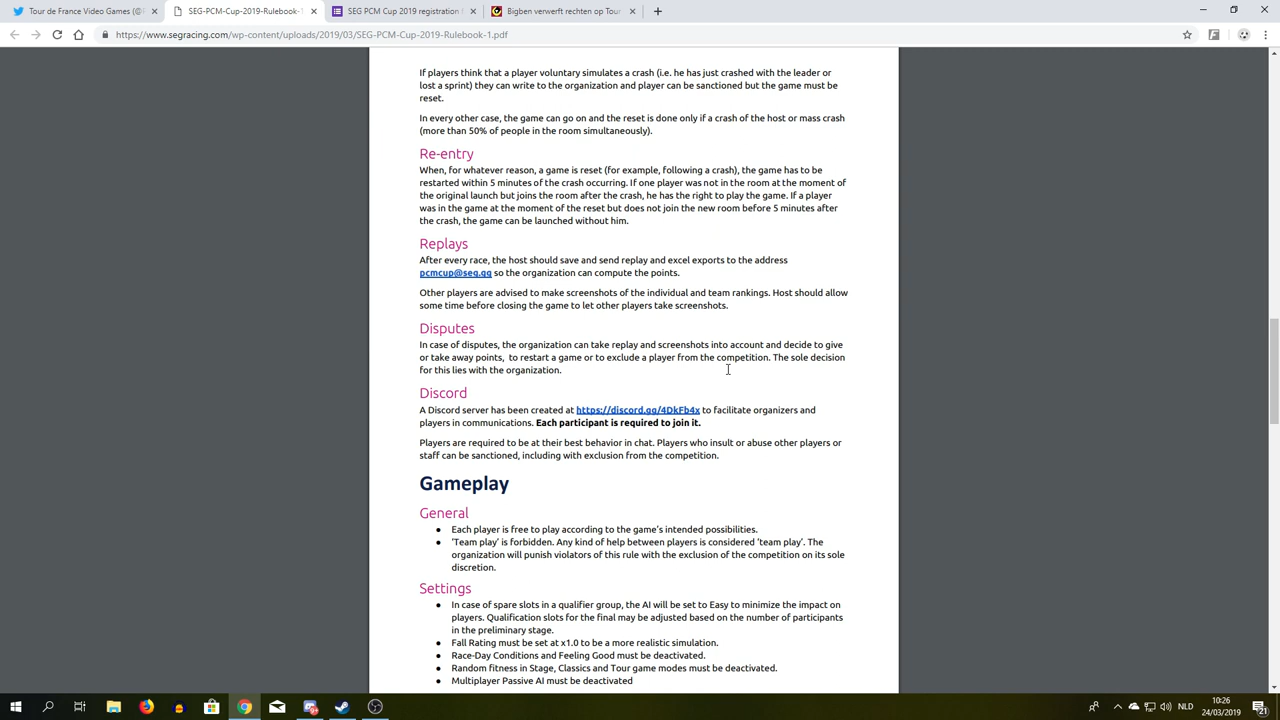 Tour de France Video Games (@
SEG-PCM-Cup-2019-Rulebook-1
SEG PCM Cup 2019 registration
Bigben verwerft rechten op Tour
https://www.segracing.com/wp-content/uploads/2019/03/SEG-PCM-Cup-2019-Rulebook-1.pdf
If players think that a player voluntary simulates a crash (i.e. he has just crashed with the leader or
lost a sprint) they can write to the organization and player can be sanctioned but the game must be
reset.
In every other case, the game can go on and the reset is done only if a crash of the host or mass crash
(more than 50% of people in the room simultaneously).
Re-entry
When, for whatever reason, a game is reset (for example, following a crash), the game has to be
restarted within 5 minutes of the crash occurring. If one player was not in the room at the moment of
the original launch but joins the room after the crash, he has the right to play the game. If a player
was in the game at the moment of the reset but does not join the new room before 5 minutes after
the crash, the game can be launched without him.
Replays
After every race, the host should save and send replay and excel exports to the address
pcmcup@seg.gg so the organization can compute the points.
Other players are advised to make screenshots of the individual and team rankings. Host should allow
some time before closing the game to let other players take screenshots.
Disputes
In case of disputes, the organization can take replay and screenshots into account and decide to give
or take away points, to restart a game or to exclude a player from the competition. The sole decision
for this lies with the organization.
Discord
A Discord server has been created at https://discord.gg/4DkFb4x to facilitate organizers and
players in communications. Each participant is required to join it.
Players are required to be at their best behavior in chat. Players who insult or abuse other players or
staff can be sanctioned, including with exclusion from the competition.
Gameplay
General
● Each player is free to play according to the game's intended possibilities.
● 'Team play' is forbidden. Any kind of help between players is considered 'team play'. The
organization will punish violators of this rule with the exclusion of the competition on its sole
discretion.
Settings
● In case of spare slots in a qualifier group, the AI will be set to Easy to minimize the impact on
players. Qualification slots for the final may be adjusted based on the number of participants
in the preliminary stage.
● Fall Rating must be set at x1.0 to be a more realistic simulation.
● Race-Day Conditions and Feeling Good must be deactivated.
● Random fitness in Stage, Classics and Tour game modes must be deactivated.
● Multiplayer Passive AI must be deactivated
NLD
10:26
24/03/2019
21